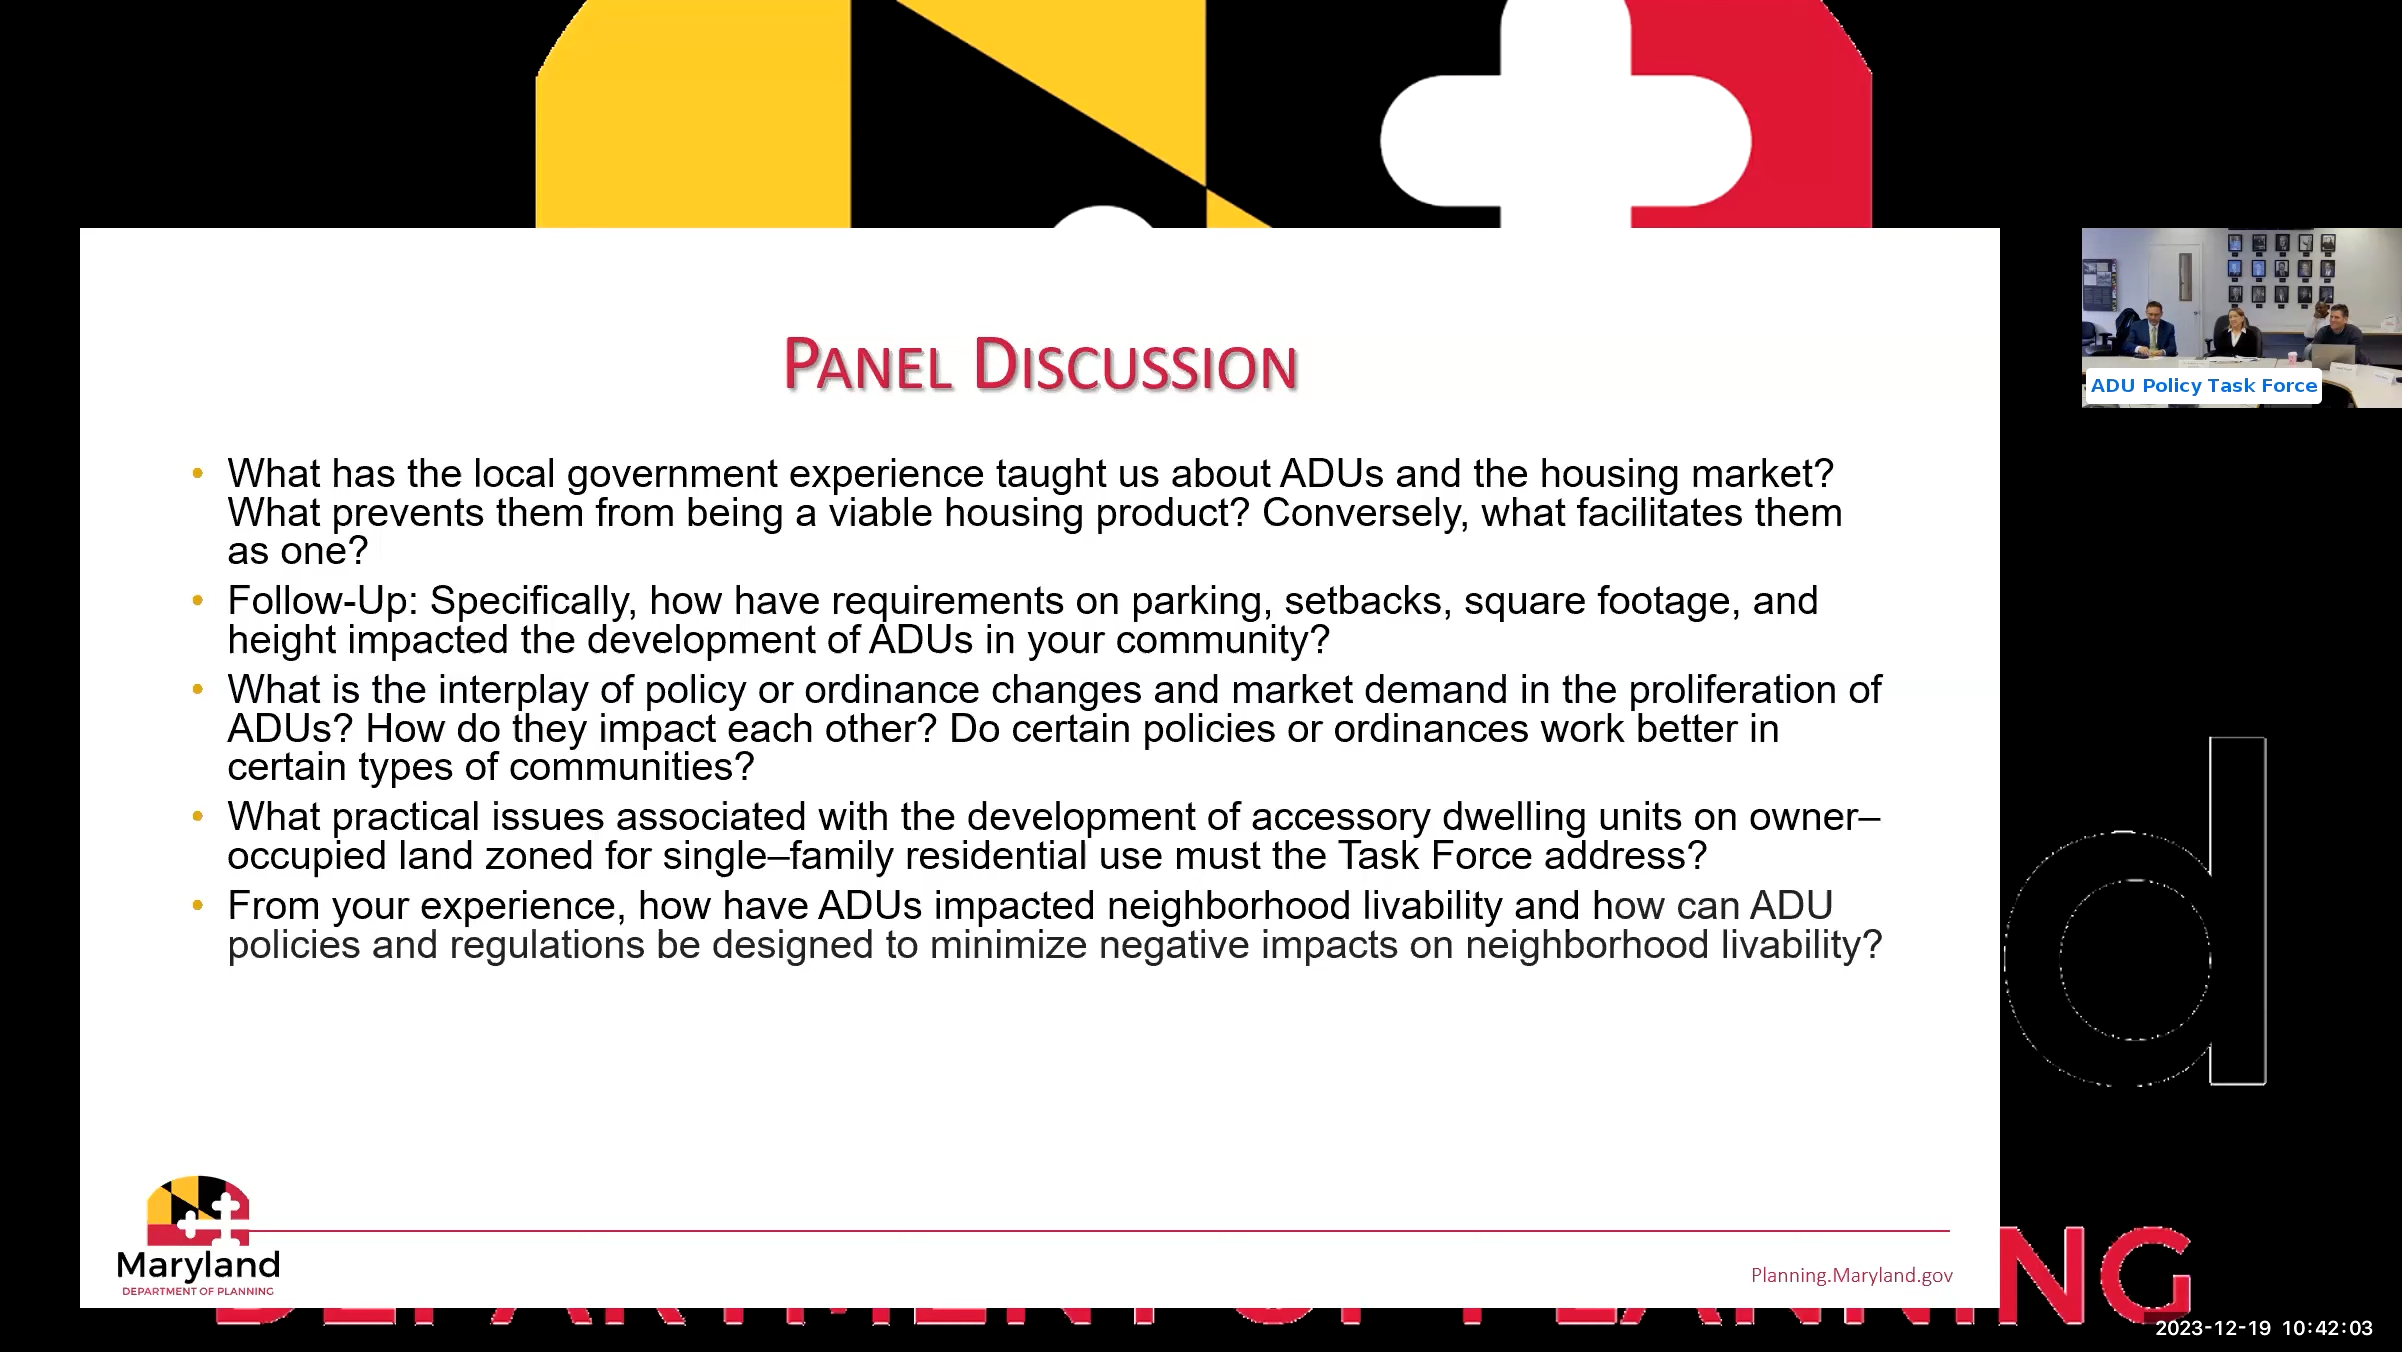 PANEL DISCUSSION
ADU Policy Task Force
• What has the local government experience taught us about ADUs and the housing market?
What prevents them from being a viable housing product? Conversely, what facilitates them
as one?
• Follow-Up: Specifically, how have requirements on parking, setbacks, square footage, and
height impacted the development of ADUs in your community?
• What is the interplay of policy or ordinance changes and market demand in the proliferation of
ADUs? How do they impact each other? Do certain policies or ordinances work better in
certain types of communities?
• What practical issues associated with the development of accessory dwelling units on owner–
occupied land zoned for single–family residential use must the Task Force address?
• From your experience, how have ADUs impacted neighborhood livability and how can ADU
policies and regulations be designed to minimize negative impacts on neighborhood livability?
d
Maryland
DEPARTMENT OF PLANNING
Planning.Maryland.gov
DEPARTMENT OF PLANNING
2023-12-19 10:42:03